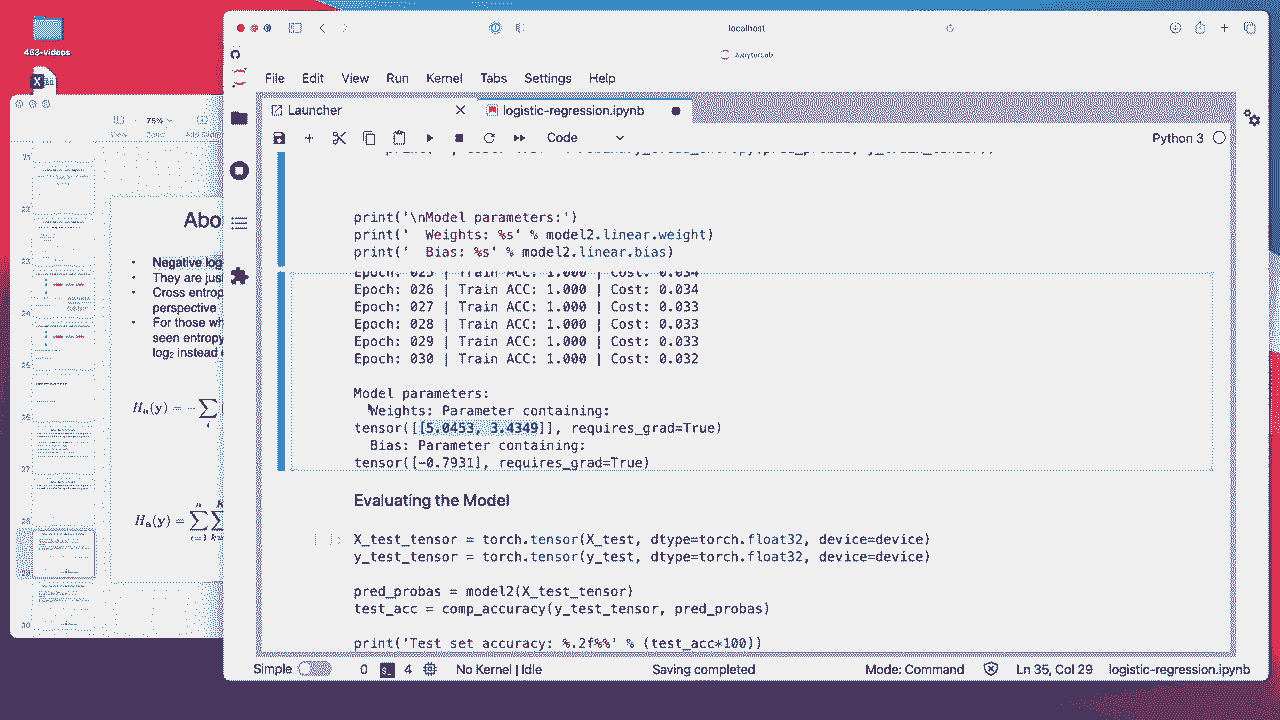 463-videos
localhost
JupyterLab
File Edit View Run Kernel Tabs Settings Help
Launcher
logistic-regression.ipynb
Code
Python 3
75%
View
Zoom
print('\nModel parameters:')
print('  Weights: %s' % model2.linear.weight)
print('  Bias: %s' % model2.linear.bias)
Epoch: 025 | Train ACC: 1.000 | Cost: 0.034
Epoch: 026 | Train ACC: 1.000 | Cost: 0.034
Epoch: 027 | Train ACC: 1.000 | Cost: 0.033
Epoch: 028 | Train ACC: 1.000 | Cost: 0.033
Epoch: 029 | Train ACC: 1.000 | Cost: 0.033
Epoch: 030 | Train ACC: 1.000 | Cost: 0.032
Model parameters:
Weights: Parameter containing:
tensor([[5.0453, 3.4349]], requires_grad=True)
Bias: Parameter containing:
tensor([-0.7931], requires_grad=True)
Evaluating the Model
[ ]:
X_test_tensor = torch.tensor(X_test, dtype=torch.float32, device=device)
y_test_tensor = torch.tensor(y_test, dtype=torch.float32, device=device)
pred_probas = model2(X_test_tensor)
test_acc = comp_accuracy(y_test_tensor, pred_probas)
print('Test set accuracy: %.2f%%' % (test_acc*100))
Simple 0 4 No Kernel | Idle Saving completed Mode: Command Ln 35, Col 29 logistic-regression.ipynb
Abo
• Negative log
• They are jus
• Cross entrop
perspective
• For those wh
seen entropy
log₂ instead